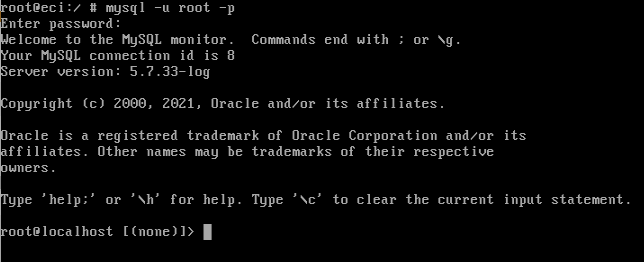 root@eci:/ # mysql -u root -p
Enter password:
Welcome to the MySQL monitor.  Commands end with ; or \g.
Your MySQL connection id is 8
Server version: 5.7.33-log
Copyright (c) 2000, 2021, Oracle and/or its affiliates.
Oracle is a registered trademark of Oracle Corporation and/or its
affiliates. Other names may be trademarks of their respective
owners.
Type 'help;' or '\h' for help. Type '\c' to clear the current input statement.
root@localhost [(none)]>